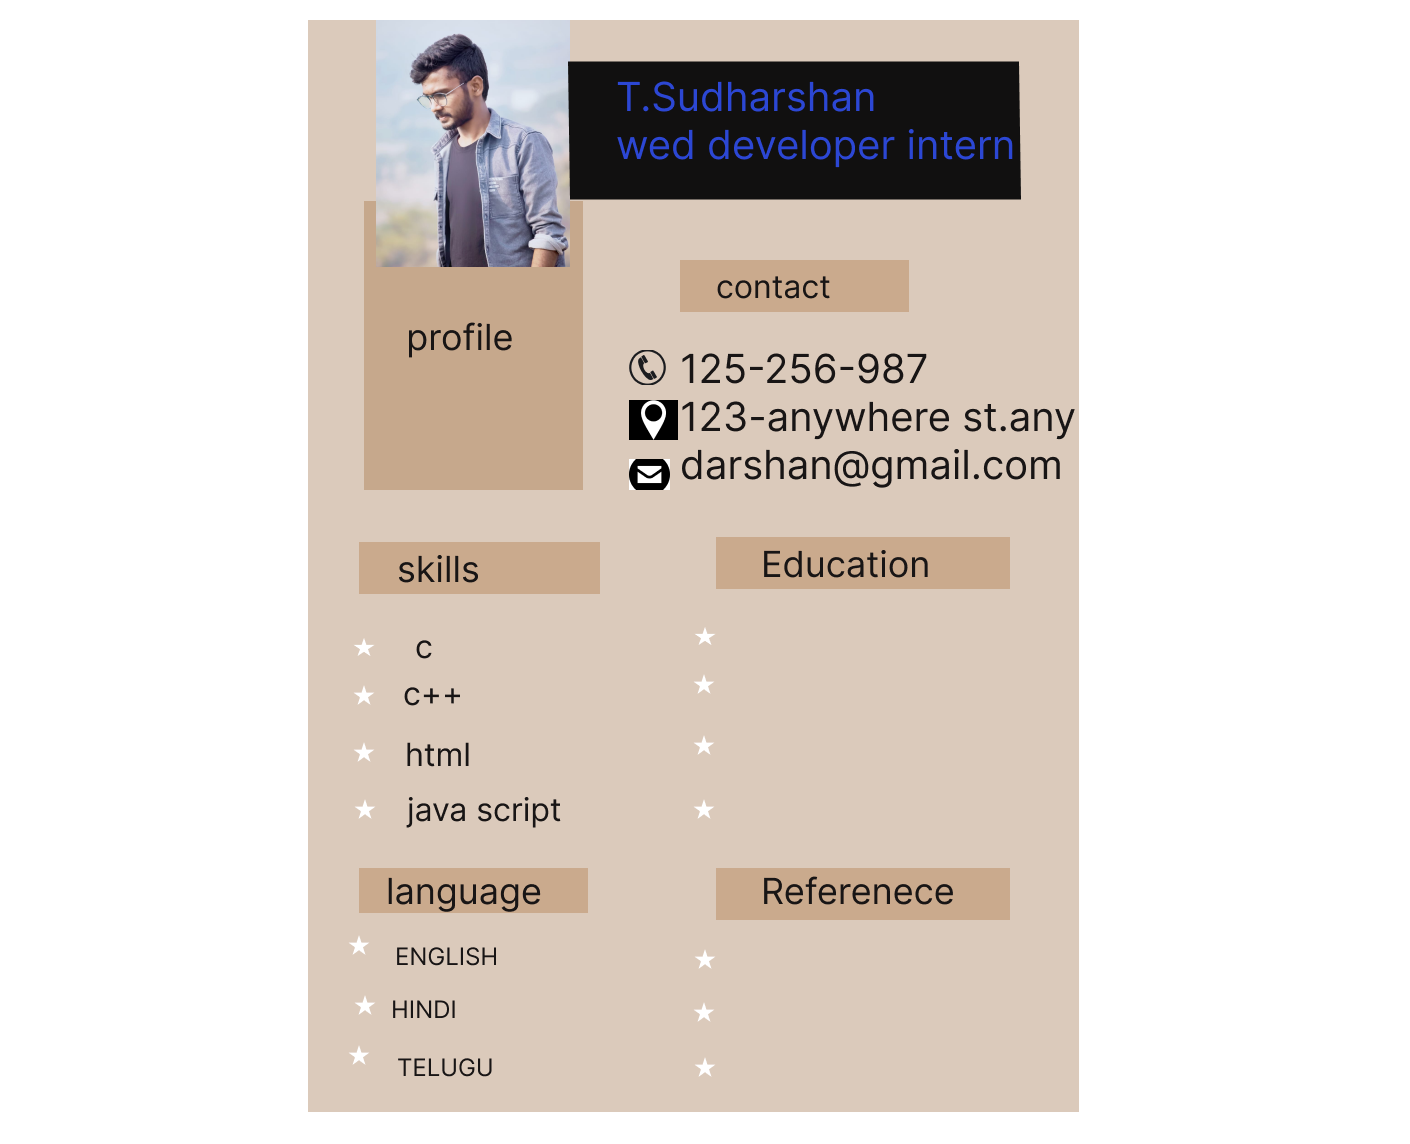 T.Sudharshan
wed developer intern
profile
contact
125-256-987
123-anywhere st.any
darshan@gmail.com
skills
c
c++
html
java script
Education
language
ENGLISH
HINDI
TELUGU
Referenece